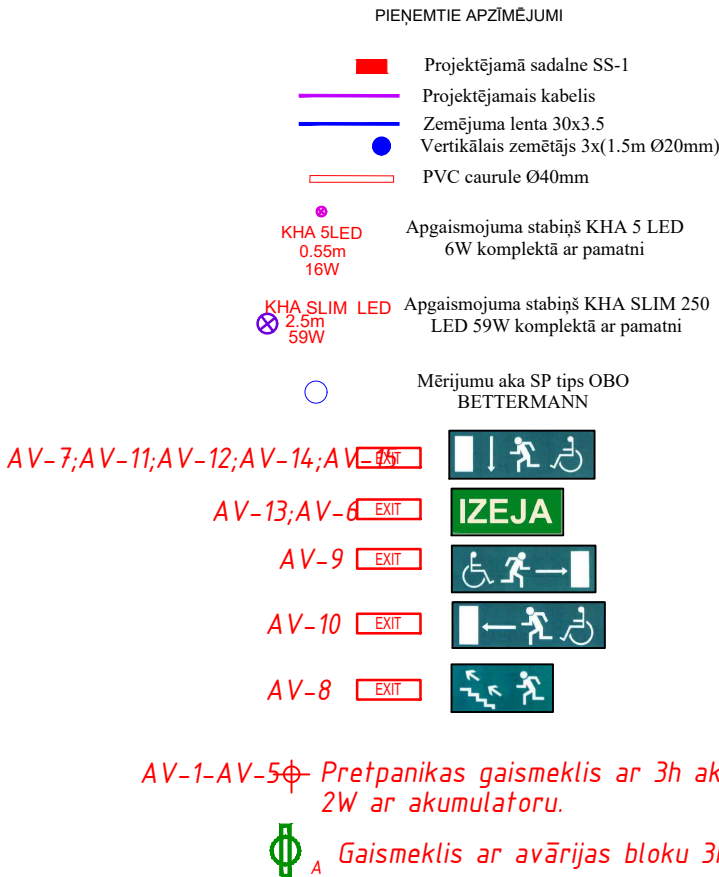 PIEŅEMTIE APZĪMĒJUMI
Projektējamā sadalne SS-1
Projektējamais kabelis
Zemējuma lenta 30x3.5
Vertikālais zemētājs 3x(1.5m Ø20mm)
PVC caurule Ø40mm
KHA 5LED
0.55m
16W
Apgaismojuma stabiņš KHA 5 LED
6W komplektā ar pamatni
KHA SLIM LED
2.5m
59W
Apgaismojuma stabiņš KHA SLIM 250
LED 59W komplektā ar pamatni
Mērijumu aka SP tips OBO
BETTERMANN
AV-7;AV-11;AV-12;AV-14;AV-15 EXIT
AV-13;AV-6 EXIT IZEJA
AV-9 EXIT
AV-10 EXIT
AV-8 EXIT
AV-1-AV-5 Pretpanikas gaismeklis ar 3h ak
2W ar akumulatoru.
A Gaismeklis ar avārijas bloku 3